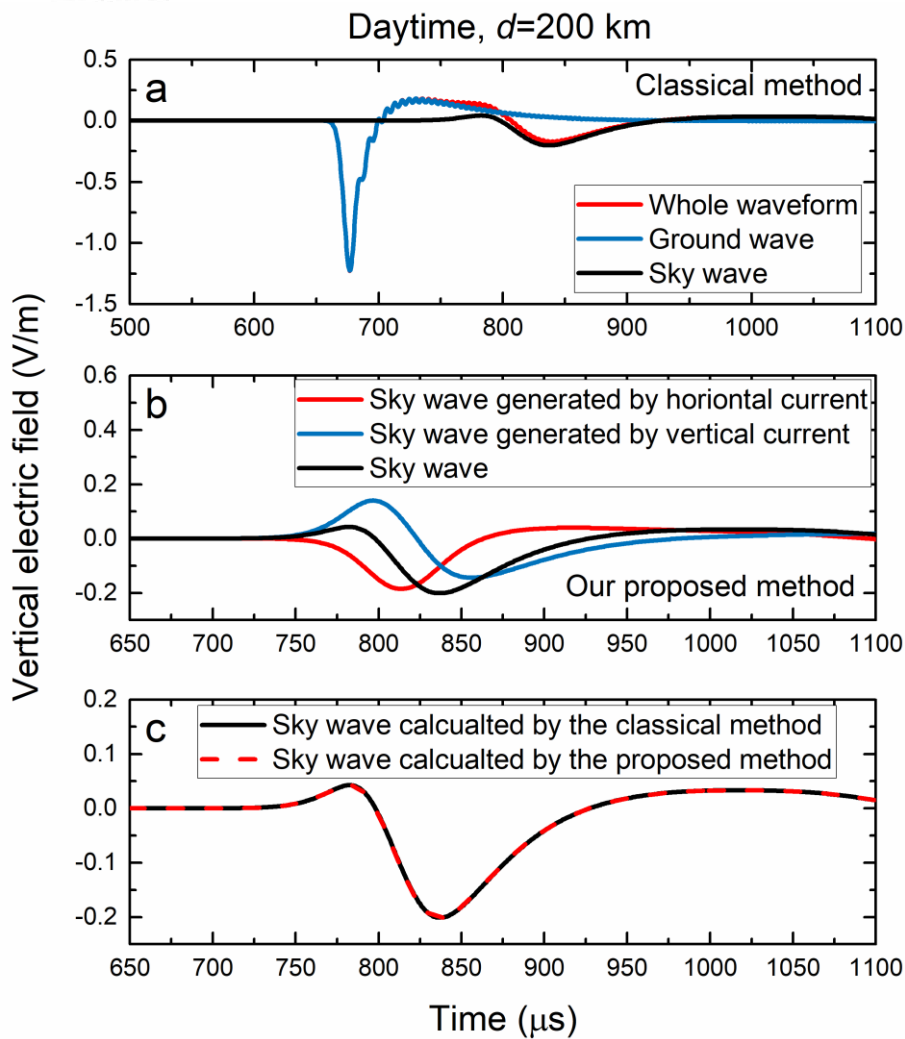 Daytime, d=200 km
a
Classical method
0.5
0.0
-0.5
-1.0
-1.5
Whole waveform
Ground wave
Sky wave
500 600 700 800 900 1000 1100
Vertical electric field (V/m)
b
0.6
0.4
0.2
0.0
-0.2
Sky wave generated by horiontal current
Sky wave generated by vertical current
Sky wave
Our proposed method
650 700 750 800 850 900 950 1000 1050 1100
c
0.2
0.1
0.0
-0.1
-0.2
Sky wave calcualted by the classical method
Sky wave calcualted by the proposed method
650 700 750 800 850 900 950 1000 1050 1100
Time (μs)